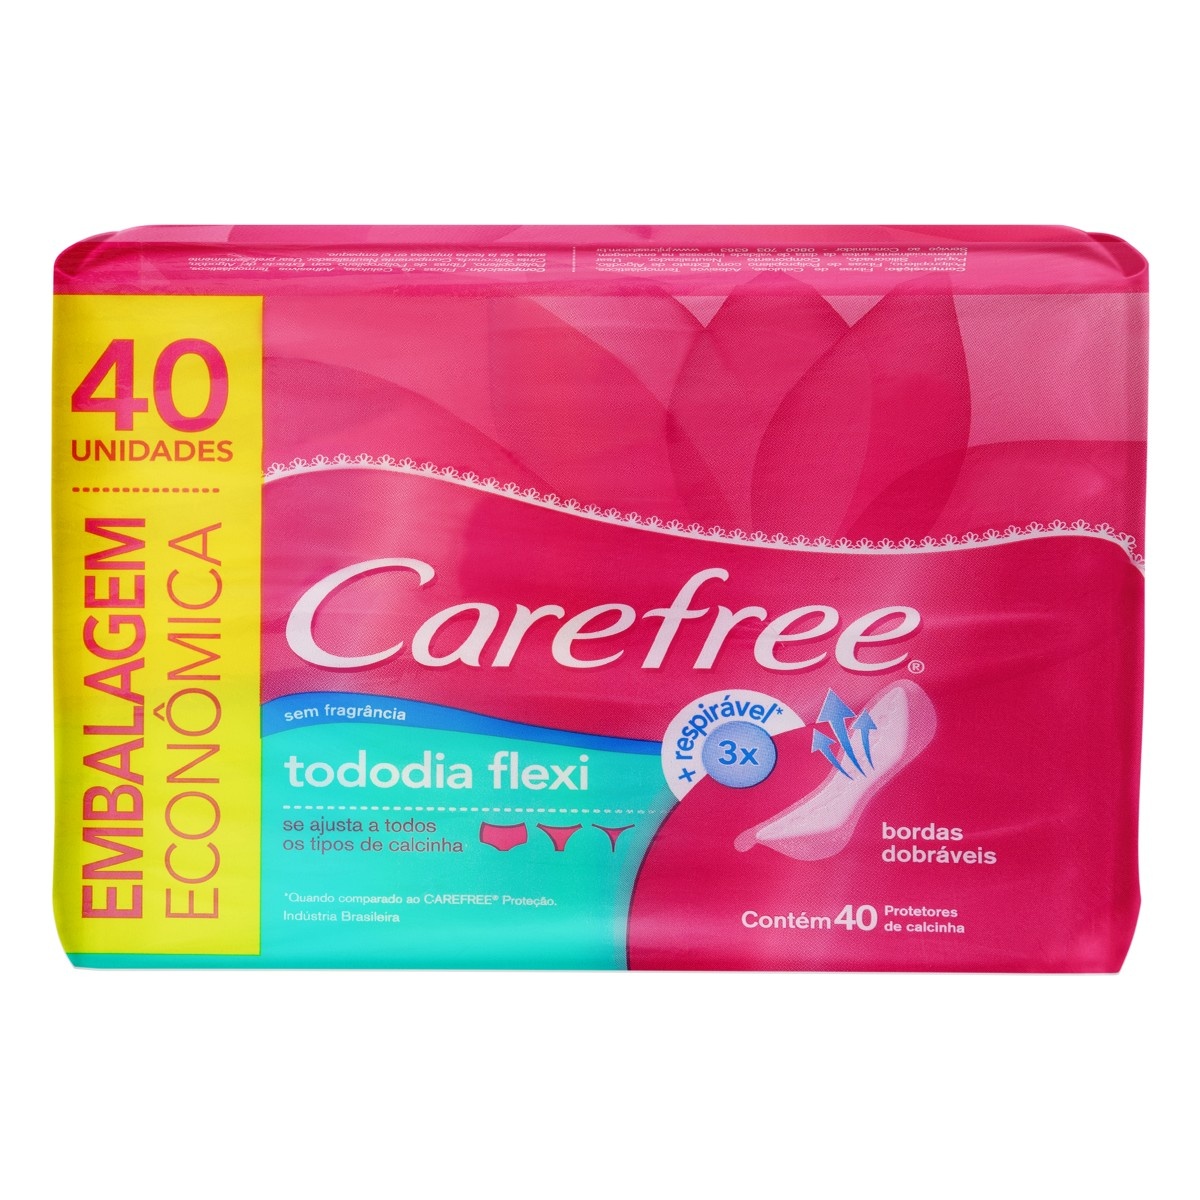 40
UNIDADES
EMBALAGEM
ECONÔMICA
Carefree®
sem fragrância
tododia flexi
se ajusta a todos
os tipos de calcinha
*Quando comparado ao CAREFREE® Proteção.
Indústria Brasileira
+ respirável*
3x
bordas
dobráveis
Contém 40 Protetores
de calcinha